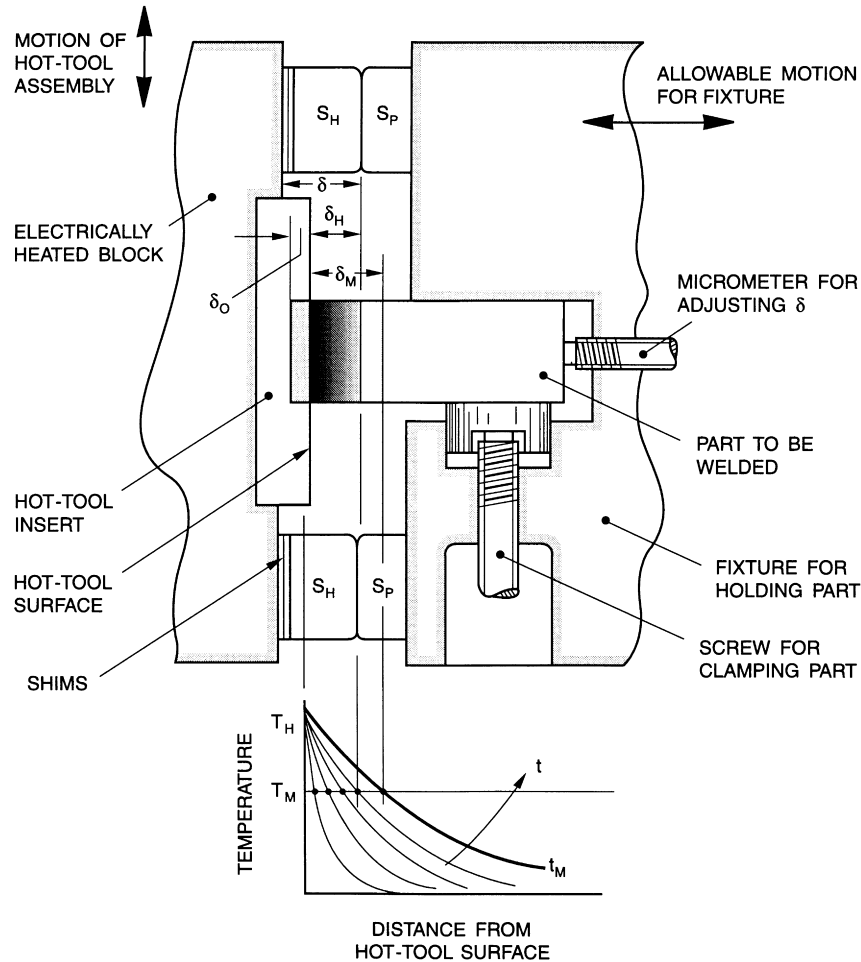 MOTION OF
HOT-TOOL
ASSEMBLY
S_H
S_P
ALLOWABLE MOTION
FOR FIXTURE
δ
δ_H
ELECTRICALLY
HEATED BLOCK
δ_M
δ_O
MICROMETER FOR
ADJUSTING δ
PART TO BE
WELDED
HOT-TOOL
INSERT
HOT-TOOL
SURFACE
S_H
S_P
FIXTURE FOR
HOLDING PART
SCREW FOR
CLAMPING PART
SHIMS
T_H
T_M
t
t_M
TEMPERATURE
DISTANCE FROM
HOT-TOOL SURFACE